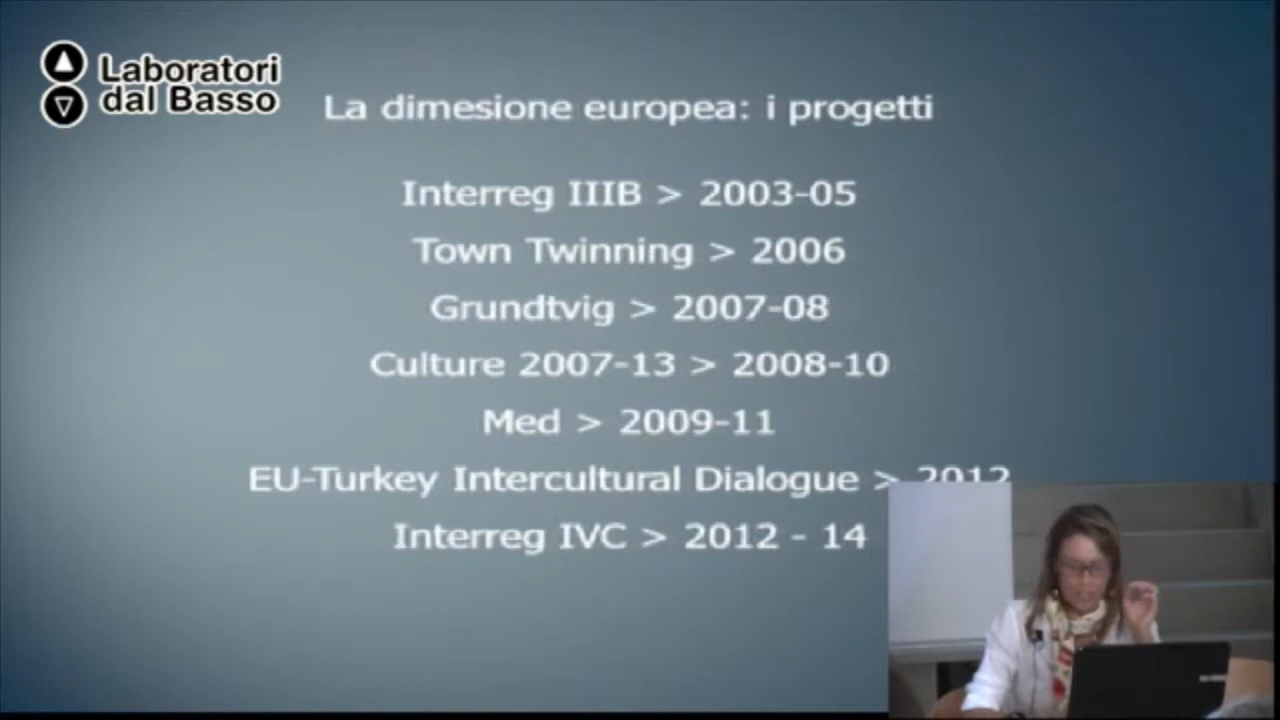 Laboratori
dal Basso
La dimesione europea: i progetti
Interreg IIIB > 2003-05
Town Twinning > 2006
Grundtvig > 2007-08
Culture 2007-13 > 2008-10
Med > 2009-11
EU-Turkey Intercultural Dialogue > 2012
Interreg IVC > 2012 - 14